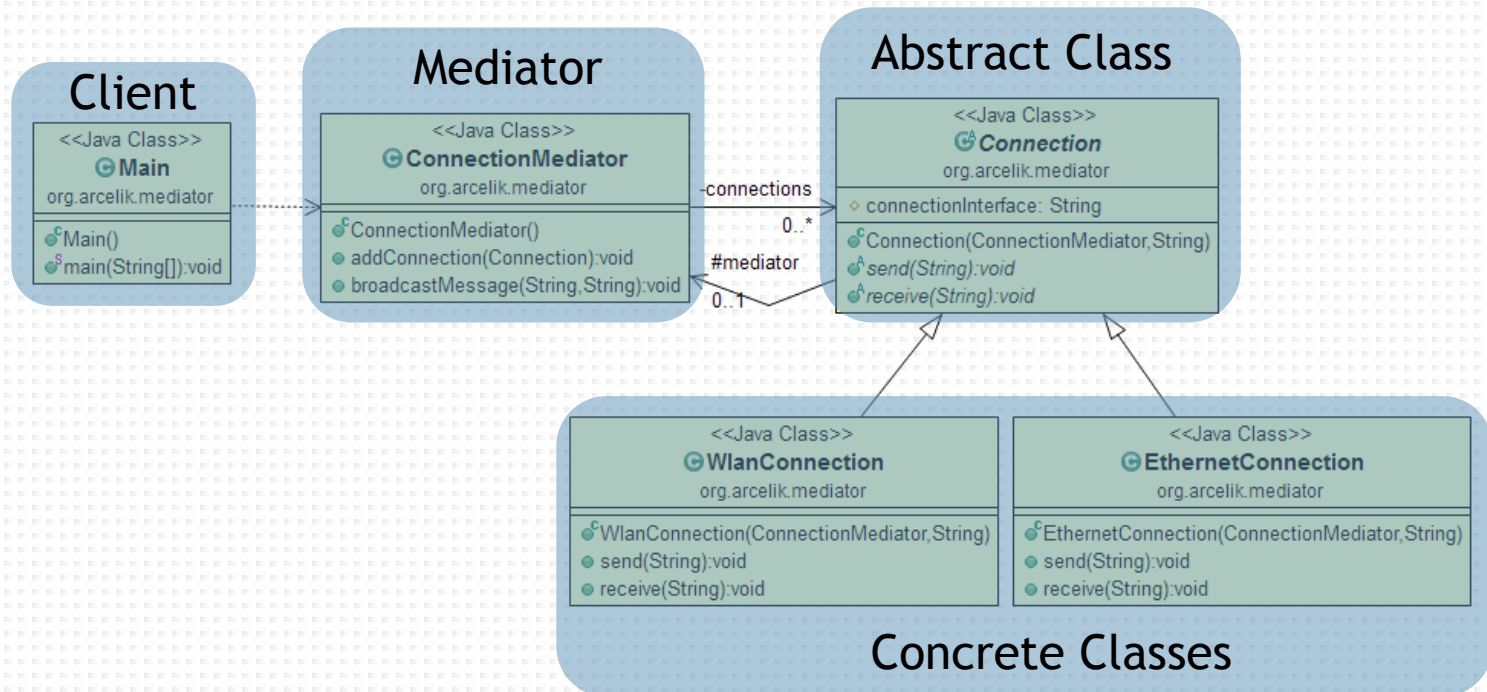 Client
<<Java Class>>
Main
org.arcelik.mediator
Main()
main(String[]):void
Mediator
<<Java Class>>
ConnectionMediator
org.arcelik.mediator
ConnectionMediator()
addConnection(Connection):void
broadcastMessage(String,String):void
-connections
0..*
#mediator
0..1
Abstract Class
<<Java Class>>
Connection
org.arcelik.mediator
connectionInterface: String
Connection(ConnectionMediator,String)
send(String):void
receive(String):void
<<Java Class>>
WlanConnection
org.arcelik.mediator
WlanConnection(ConnectionMediator,String)
send(String):void
receive(String):void
<<Java Class>>
EthernetConnection
org.arcelik.mediator
EthernetConnection(ConnectionMediator,String)
send(String):void
receive(String):void
Concrete Classes